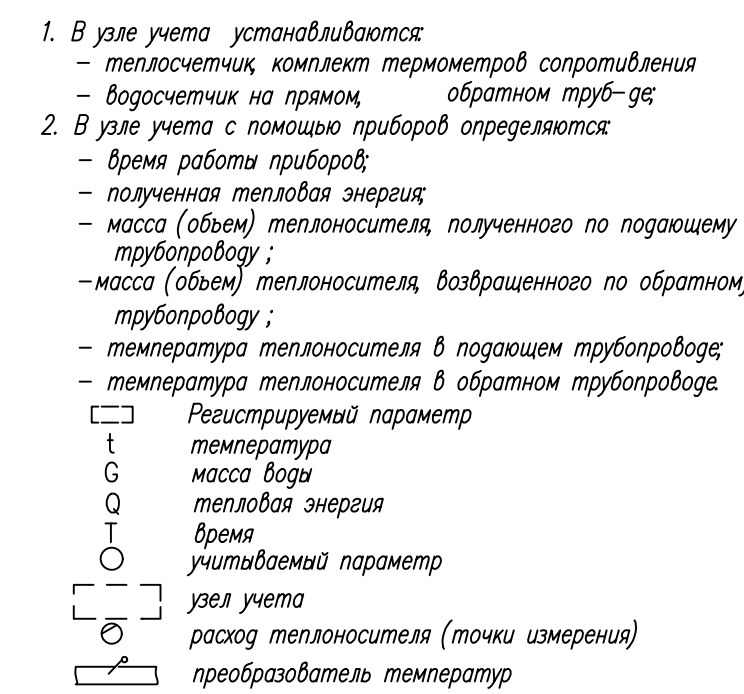 1. В узле учета устанавливаются:
– теплосчетчик, комплект термометров сопротивления
– водосчетчик на прямом, обратном труб-де;
2. В узле учета с помощью приборов определяются:
– время работы приборов;
– полученная тепловая энергия;
– масса (объем) теплоносителя, полученного по подающему
трубопроводу ;
–масса (объем) теплоносителя, возвращенного по обратному
трубопроводу ;
– температура теплоносителя в подающем трубопроводе;
– температура теплоносителя в обратном трубопроводе.
Регистрируемый параметр
t температура
G масса воды
Q тепловая энергия
T время
учитываемый параметр
узел учета
расход теплоносителя (точки измерения)
преобразователь температур